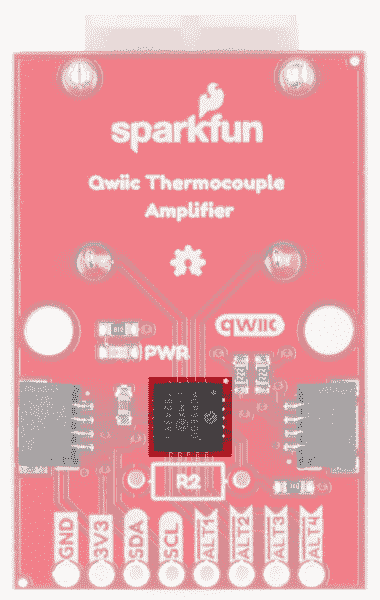 sparkfun
Qwiic Thermocouple
Amplifier
qwiic
PWR
R2
GND
3V3
SDA
SCL
ALT1
ALT2
ALT3
ALT4